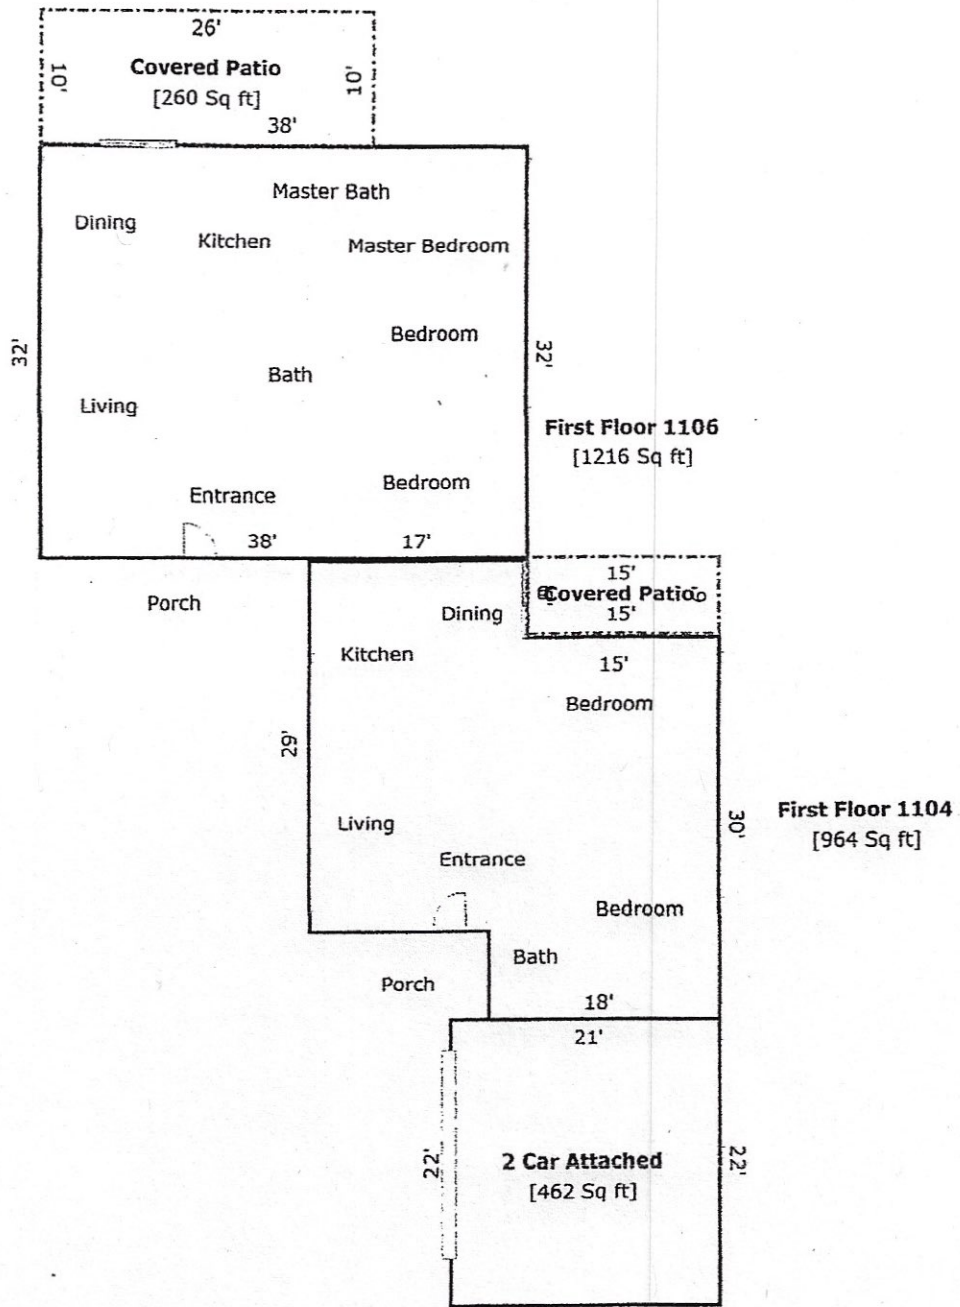 26'
10'
Covered Patio
10'
[260 Sq ft]
38'
Master Bath
Dining
Kitchen
Master Bedroom
Bedroom
32'
32'
Bath
Living
First Floor 1106
[1216 Sq ft]
Bedroom
Entrance
38'
17'
15'
Covered Patio
Porch
15'
Dining
Kitchen
15'
Bedroom
29'
Living
30'
First Floor 1104
[964 Sq ft]
Entrance
Bedroom
Bath
Porch
18'
21'
22'
2 Car Attached
22'
[462 Sq ft]